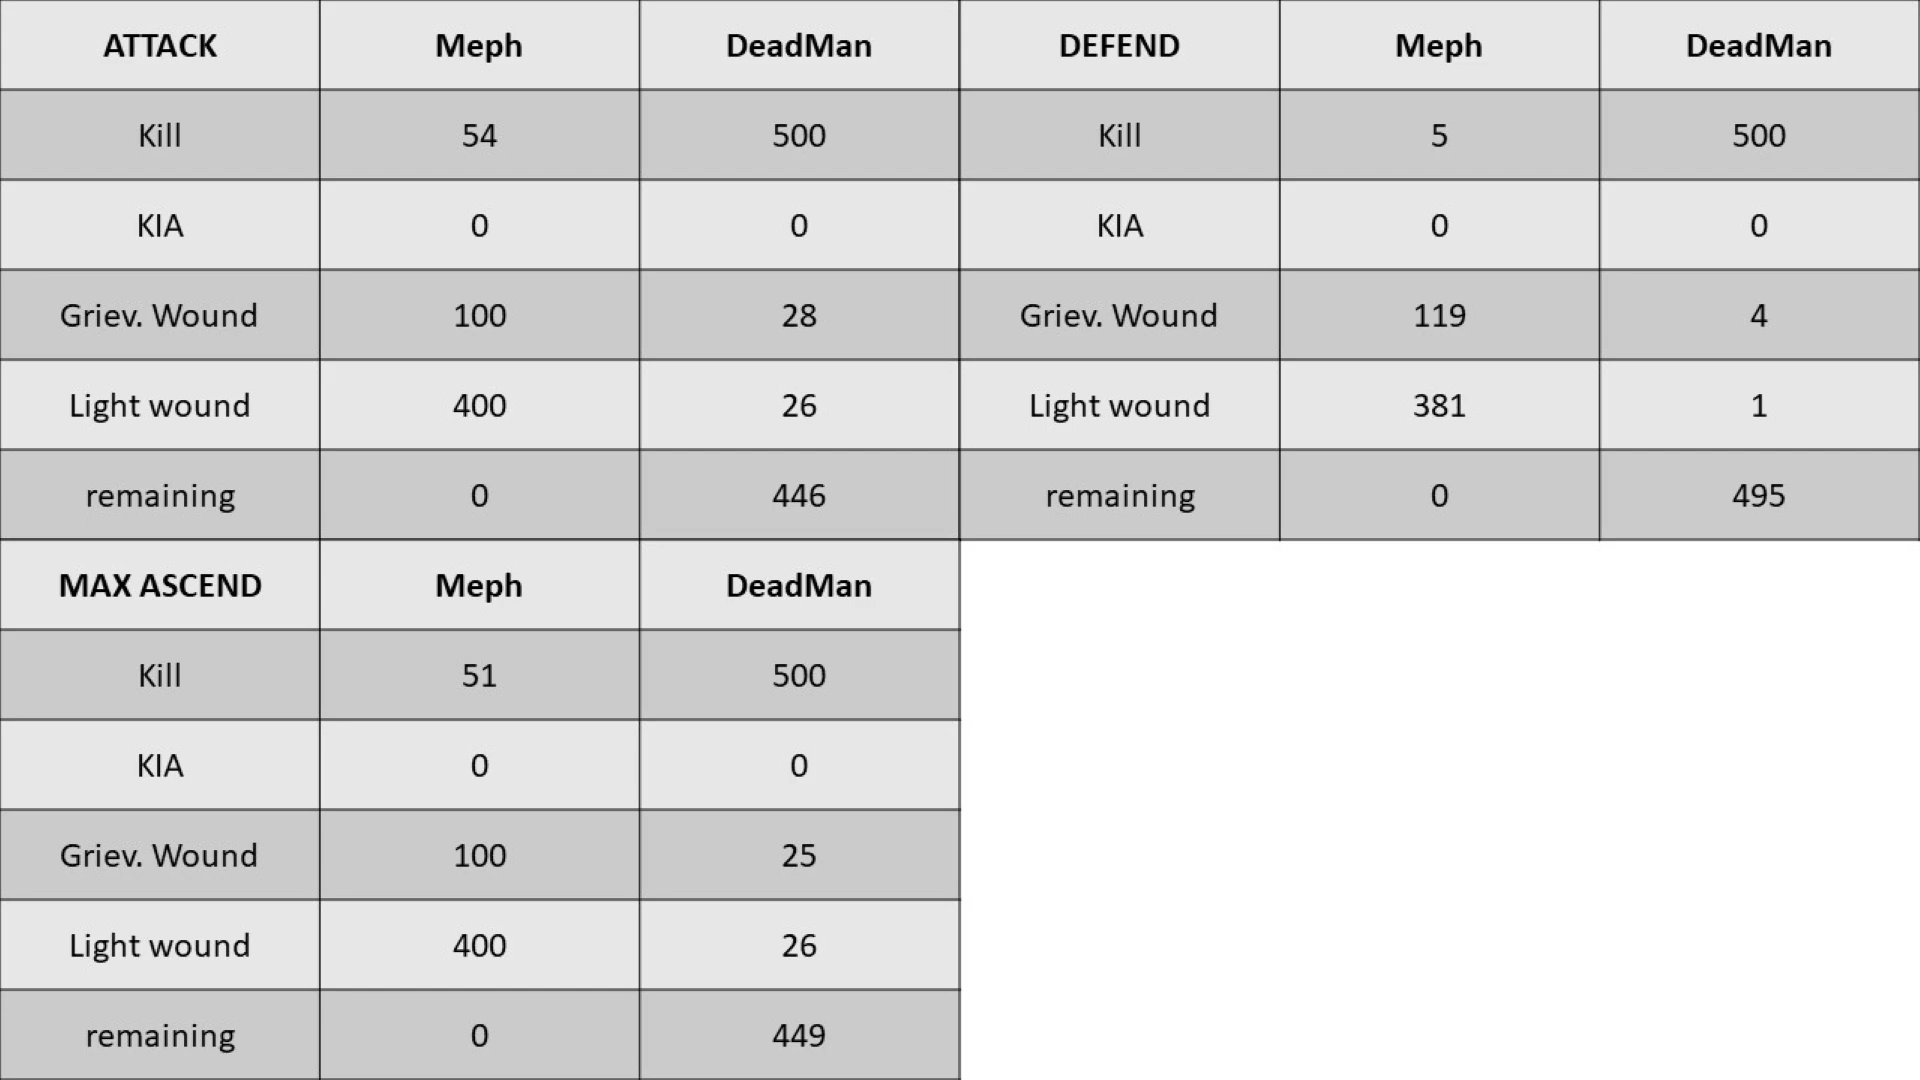 ATTACK Meph DeadMan DEFEND Meph DeadMan
Kill 54 500 Kill 5 500
KIA 0 0 KIA 0 0
Griev. Wound 100 28 Griev. Wound 119 4
Light wound 400 26 Light wound 381 1
remaining 0 446 remaining 0 495
MAX ASCEND Meph DeadMan
Kill 51 500
KIA 0 0
Griev. Wound 100 25
Light wound 400 26
remaining 0 449